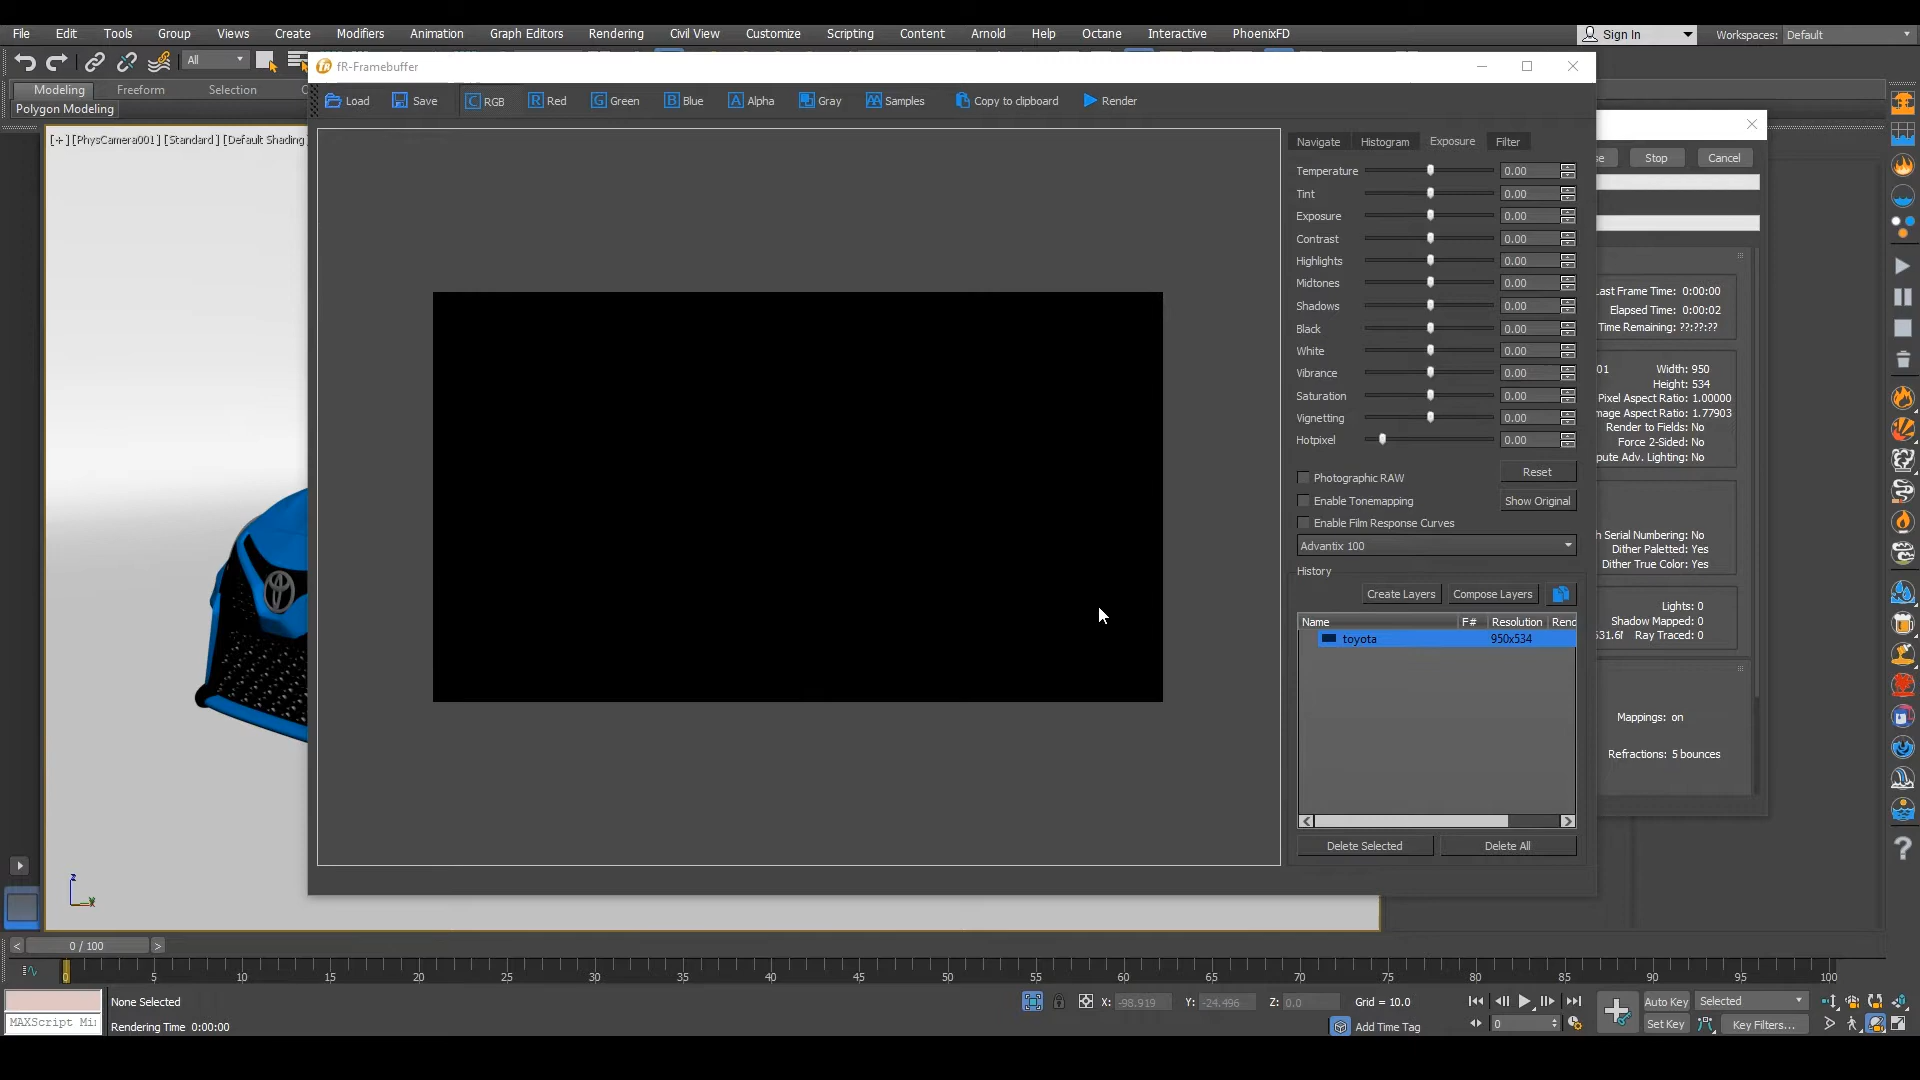 File Edit Tools Group Views Create Modifiers Animation Graph Editors Rendering Civil View Customize Scripting Content Arnold Help Octane Interactive PhoenixFD Sign In Workspaces: Default
All
fR-Framebuffer
Modeling Freeform Selection
Polygon Modeling
Load Save RGB Red Green Blue Alpha Gray Samples Copy to clipboard Render
[+] [PhysCamera001] [Standard] [Default Shading
Navigate Histogram Exposure Filter
Stop Cancel
Temperature 0.00
Tint 0.00
Exposure 0.00
Contrast 0.00
Highlights 0.00
Midtones 0.00
Shadows 0.00
Black 0.00
White 0.00
Vibrance 0.00
Saturation 0.00
Vignetting 0.00
Hotpixel 0.00
Photographic RAW Reset
Enable Tonemapping Show Original
Enable Film Response Curves
Advantix 100
History
Create Layers Compose Layers
Name F# Resolution Rend
toyota 950x534
Delete Selected Delete All
Last Frame Time: 0:00:00
Elapsed Time: 0:00:02
Time Remaining: ??:??:??
01 Width: 950
Height: 534
Pixel Aspect Ratio: 1.00000
mage Aspect Ratio: 1.77903
Render to Fields: No
Force 2-Sided: No
pute Adv. Lighting: No
h Serial Numbering: No
Dither Paletted: Yes
Dither True Color: Yes
Lights: 0
Shadow Mapped: 0
Ray Traced: 0
Mappings: on
Refractions: 5 bounces
z
0 / 100
0 5 10 15 20 25 30 35 40 45 50 55 60 65 70 75 80 85 90 95 100
None Selected X: -98.919 Y: -24.496 Z: 0.0 Grid = 10.0 Auto Key Selected
MAXScript Mi
Rendering Time 0:00:00 Add Time Tag 0 Set Key Key Filters...